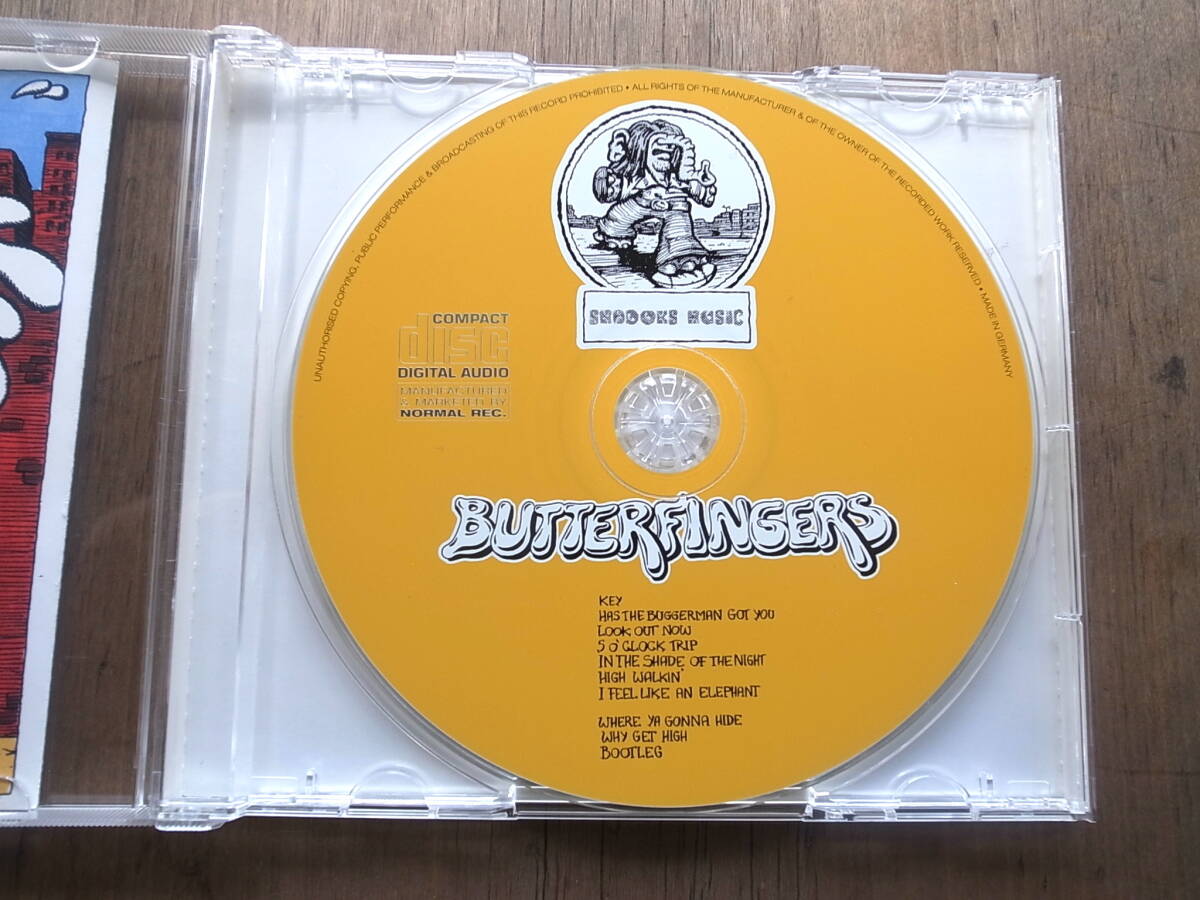 UNAUTHORISED COPYING, PUBLIC PERFORMANCE & BROADCASTING OF THIS RECORD PROHIBITED • ALL RIGHTS OF THE MANUFACTURER & OF THE OWNER OF THE RECORDED WORK RESERVED • MADE IN GERMANY
SHADOKS MUSIC
COMPACT
disc
DIGITAL AUDIO
MANUFACTURED
& MARKETED BY
NORMAL REC.
BUTTERFINGERS
KEY
HAS THE BUGGERMAN GOT YOU
LOOK OUT NOW
5 O' CLOCK TRIP
IN THE SHADE OF THE NIGHT
HIGH WALKIN'
I FEEL LIKE AN ELEPHANT
WHERE YA GONNA HIDE
WHY GET HIGH
BOOTLEG